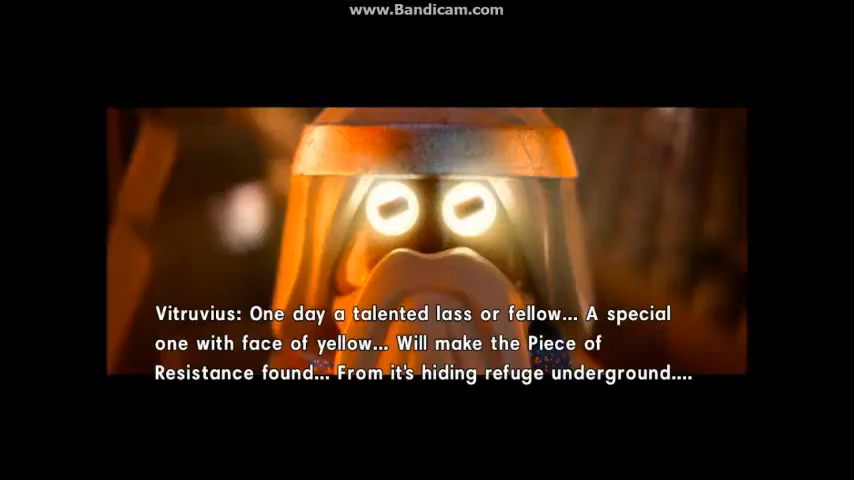 www.Bandicam.com
Vitruvius: One day a talented lass or fellow... A special
one with face of yellow... Will make the Piece of
Resistance found... From it's hiding refuge underground....